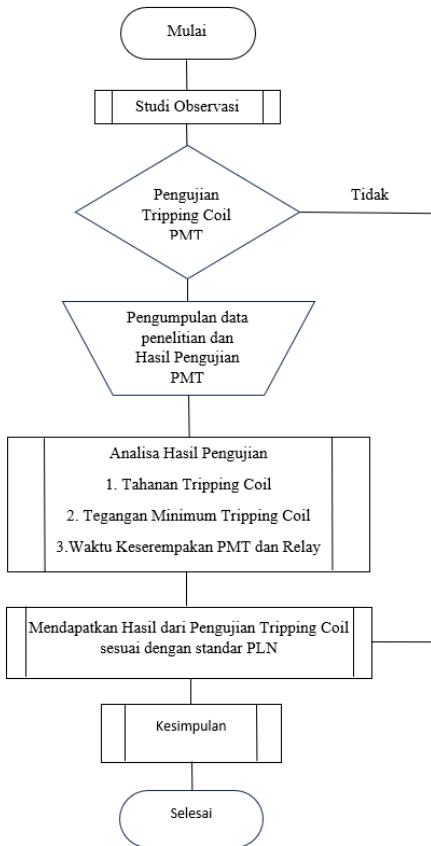 Mulai
Studi Observasi
Pengujian
Tripping Coil
PMT
Tidak
Pengumpulan data
penelitian dan
Hasil Pengujian
PMT
Analisa Hasil Pengujian
1. Tahanan Tripping Coil
2. Tegangan Minimum Tripping Coil
3.Waktu Keserempakan PMT dan Relay
Mendapatkan Hasil dari Pengujian Tripping Coil
sesuai dengan standar PLN
Kesimpulan
Selesai